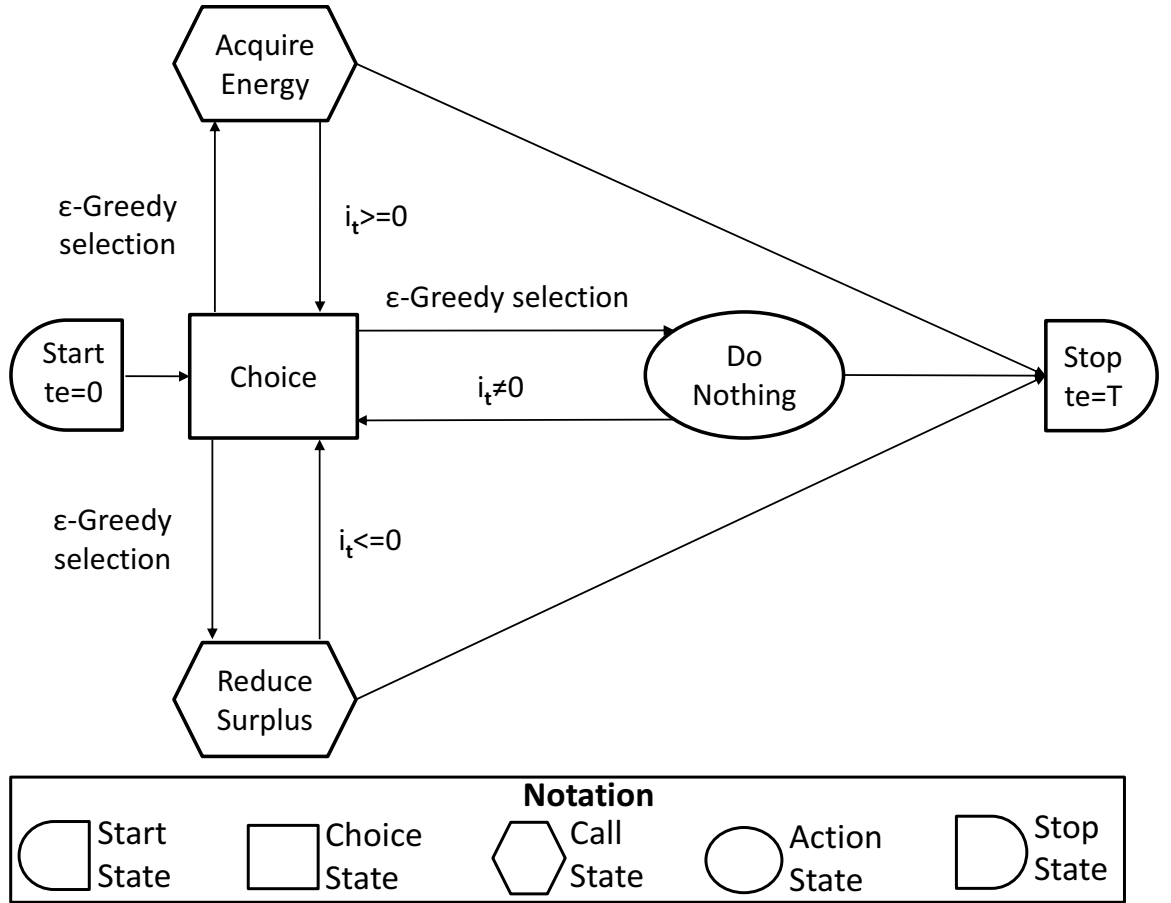 Acquire
Energy
ε-Greedy
selection
i_t>=0
ε-Greedy selection
Start
te=0
Choice
Do
Nothing
Stop
te=T
i_t≠0
ε-Greedy
selection
i_t<=0
Reduce
Surplus
Notation
Start
State
Choice
State
Call
State
Action
State
Stop
State